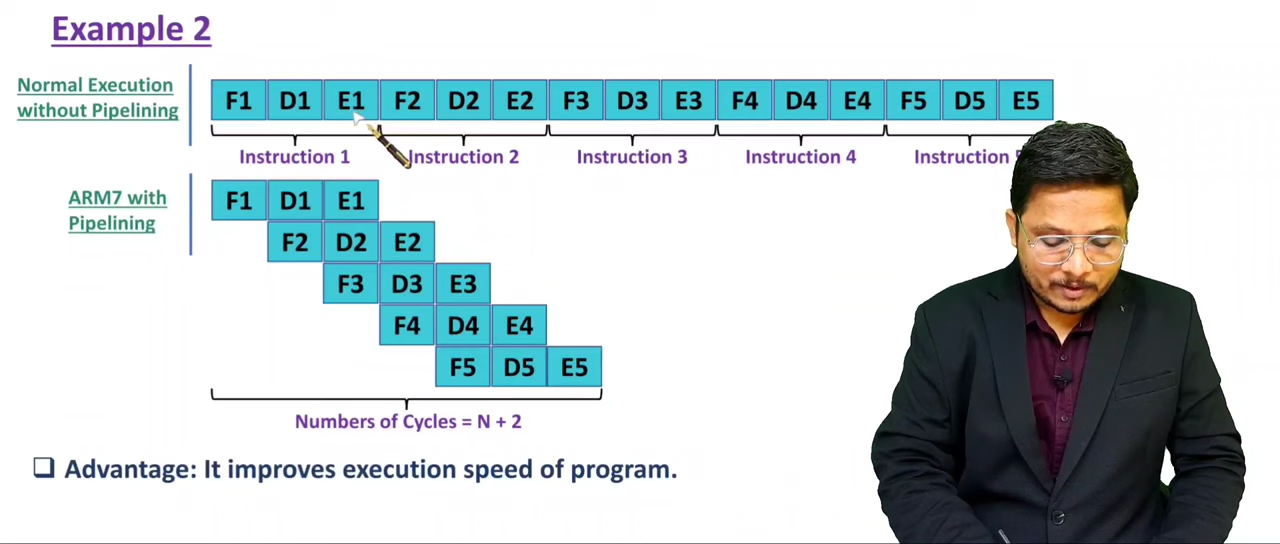 Example 2
Normal Execution
without Pipelining
F1 D1 E1 F2 D2 E2 F3 D3 E3 F4 D4 E4 F5 D5 E5
Instruction 1 Instruction 2 Instruction 3 Instruction 4 Instruction
ARM7 with
Pipelining
F1 D1 E1
F2 D2 E2
F3 D3 E3
F4 D4 E4
F5 D5 E5
Numbers of Cycles = N + 2
❑ Advantage: It improves execution speed of program.